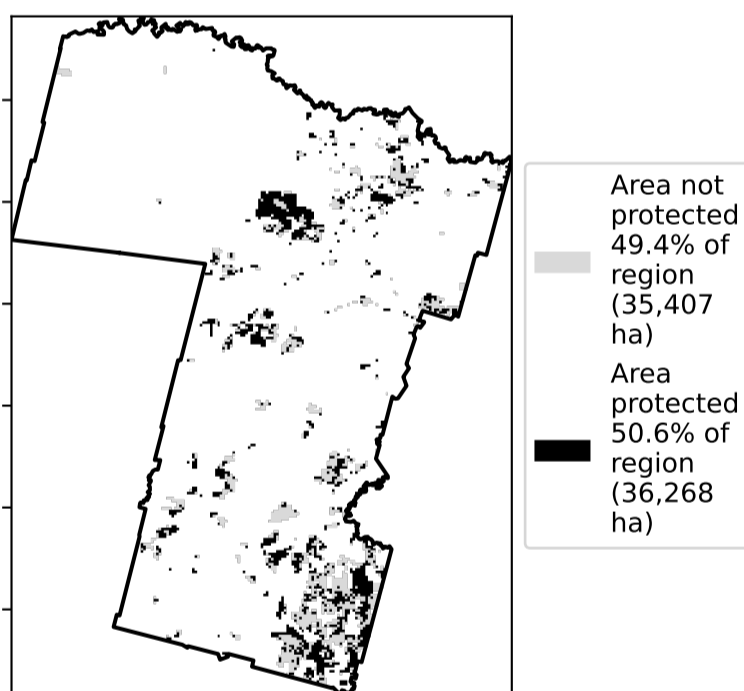 Area not
protected
49.4% of
region
(35,407
ha)
Area
protected
50.6% of
region
(36,268
ha)